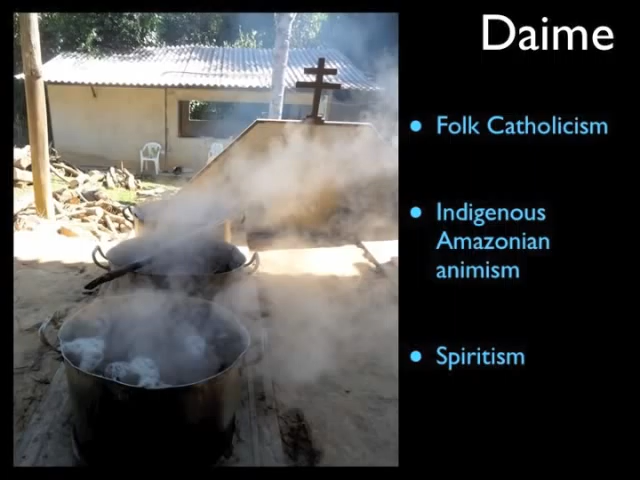 Daime
● Folk Catholicism
● Indigenous
Amazonian
animism
● Spiritism